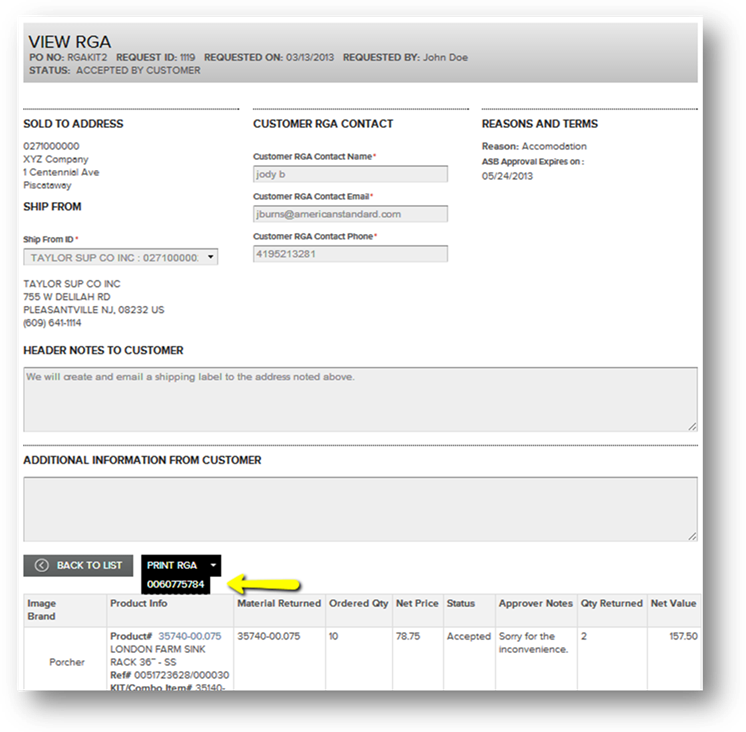 VIEW RGA
PO NO: RGAKIT2 REQUEST ID: 1119 REQUESTED ON: 03/13/2013 REQUESTED BY: John Doe
STATUS: ACCEPTED BY CUSTOMER
SOLD TO ADDRESS
0271000000
XYZ Company
1 Centennial Ave
Piscataway
SHIP FROM
Ship From ID*
TAYLOR SUP CO INC : 027100000.
TAYLOR SUP CO INC
755 W DELILAH RD
PLEASANTVILLE NJ, 08232 US
(609) 641-1114
CUSTOMER RGA CONTACT
Customer RGA Contact Name*
jody b
Customer RGA Contact Email*
jburns@americanstandard.com
Customer RGA Contact Phone*
4195213281
REASONS AND TERMS
Reason: Accomodation
ASB Approval Expires on :
05/24/2013
HEADER NOTES TO CUSTOMER
We will create and email a shipping label to the address noted above.
ADDITIONAL INFORMATION FROM CUSTOMER
BACK TO LIST
PRINT RGA
0060775784
Image Brand Product Info Material Returned Ordered Qty Net Price Status Approver Notes Qty Returned Net Value
Porcher
Product# 35740-00.075
LONDON FARM SINK
RACK 36" - SS
Ref# 0051723628/000030
KIT/Combo Item# 35140-
35740-00.075
10
78.75
Accepted
Sorry for the
inconvenience.
2
157.50